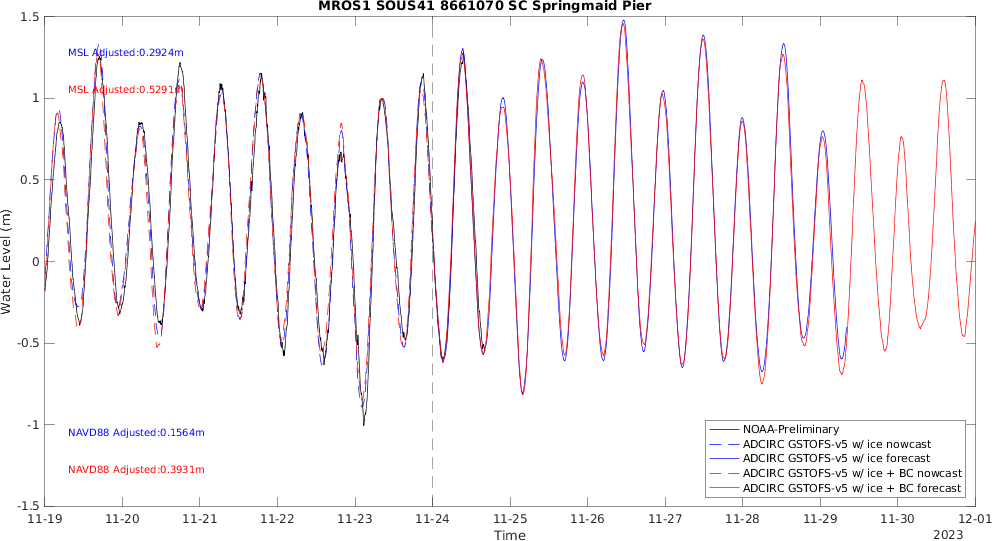 MROS1 SOUS41 8661070 SC Springmaid Pier
MSL Adjusted:0.2924m
MSL Adjusted:0.5291m
NAVD88 Adjusted:0.1564m
NAVD88 Adjusted:0.3931m
Water Level (m)
1.5
1
0.5
0
-0.5
-1
-1.5
NOAA-Preliminary
ADCIRC GSTOFS-v5 w/ ice nowcast
ADCIRC GSTOFS-v5 w/ ice forecast
ADCIRC GSTOFS-v5 w/ ice + BC nowcast
ADCIRC GSTOFS-v5 w/ ice + BC forecast
11-19 11-20 11-21 11-22 11-23 11-24 11-25 11-26 11-27 11-28 11-29 11-30 12-01
Time
2023